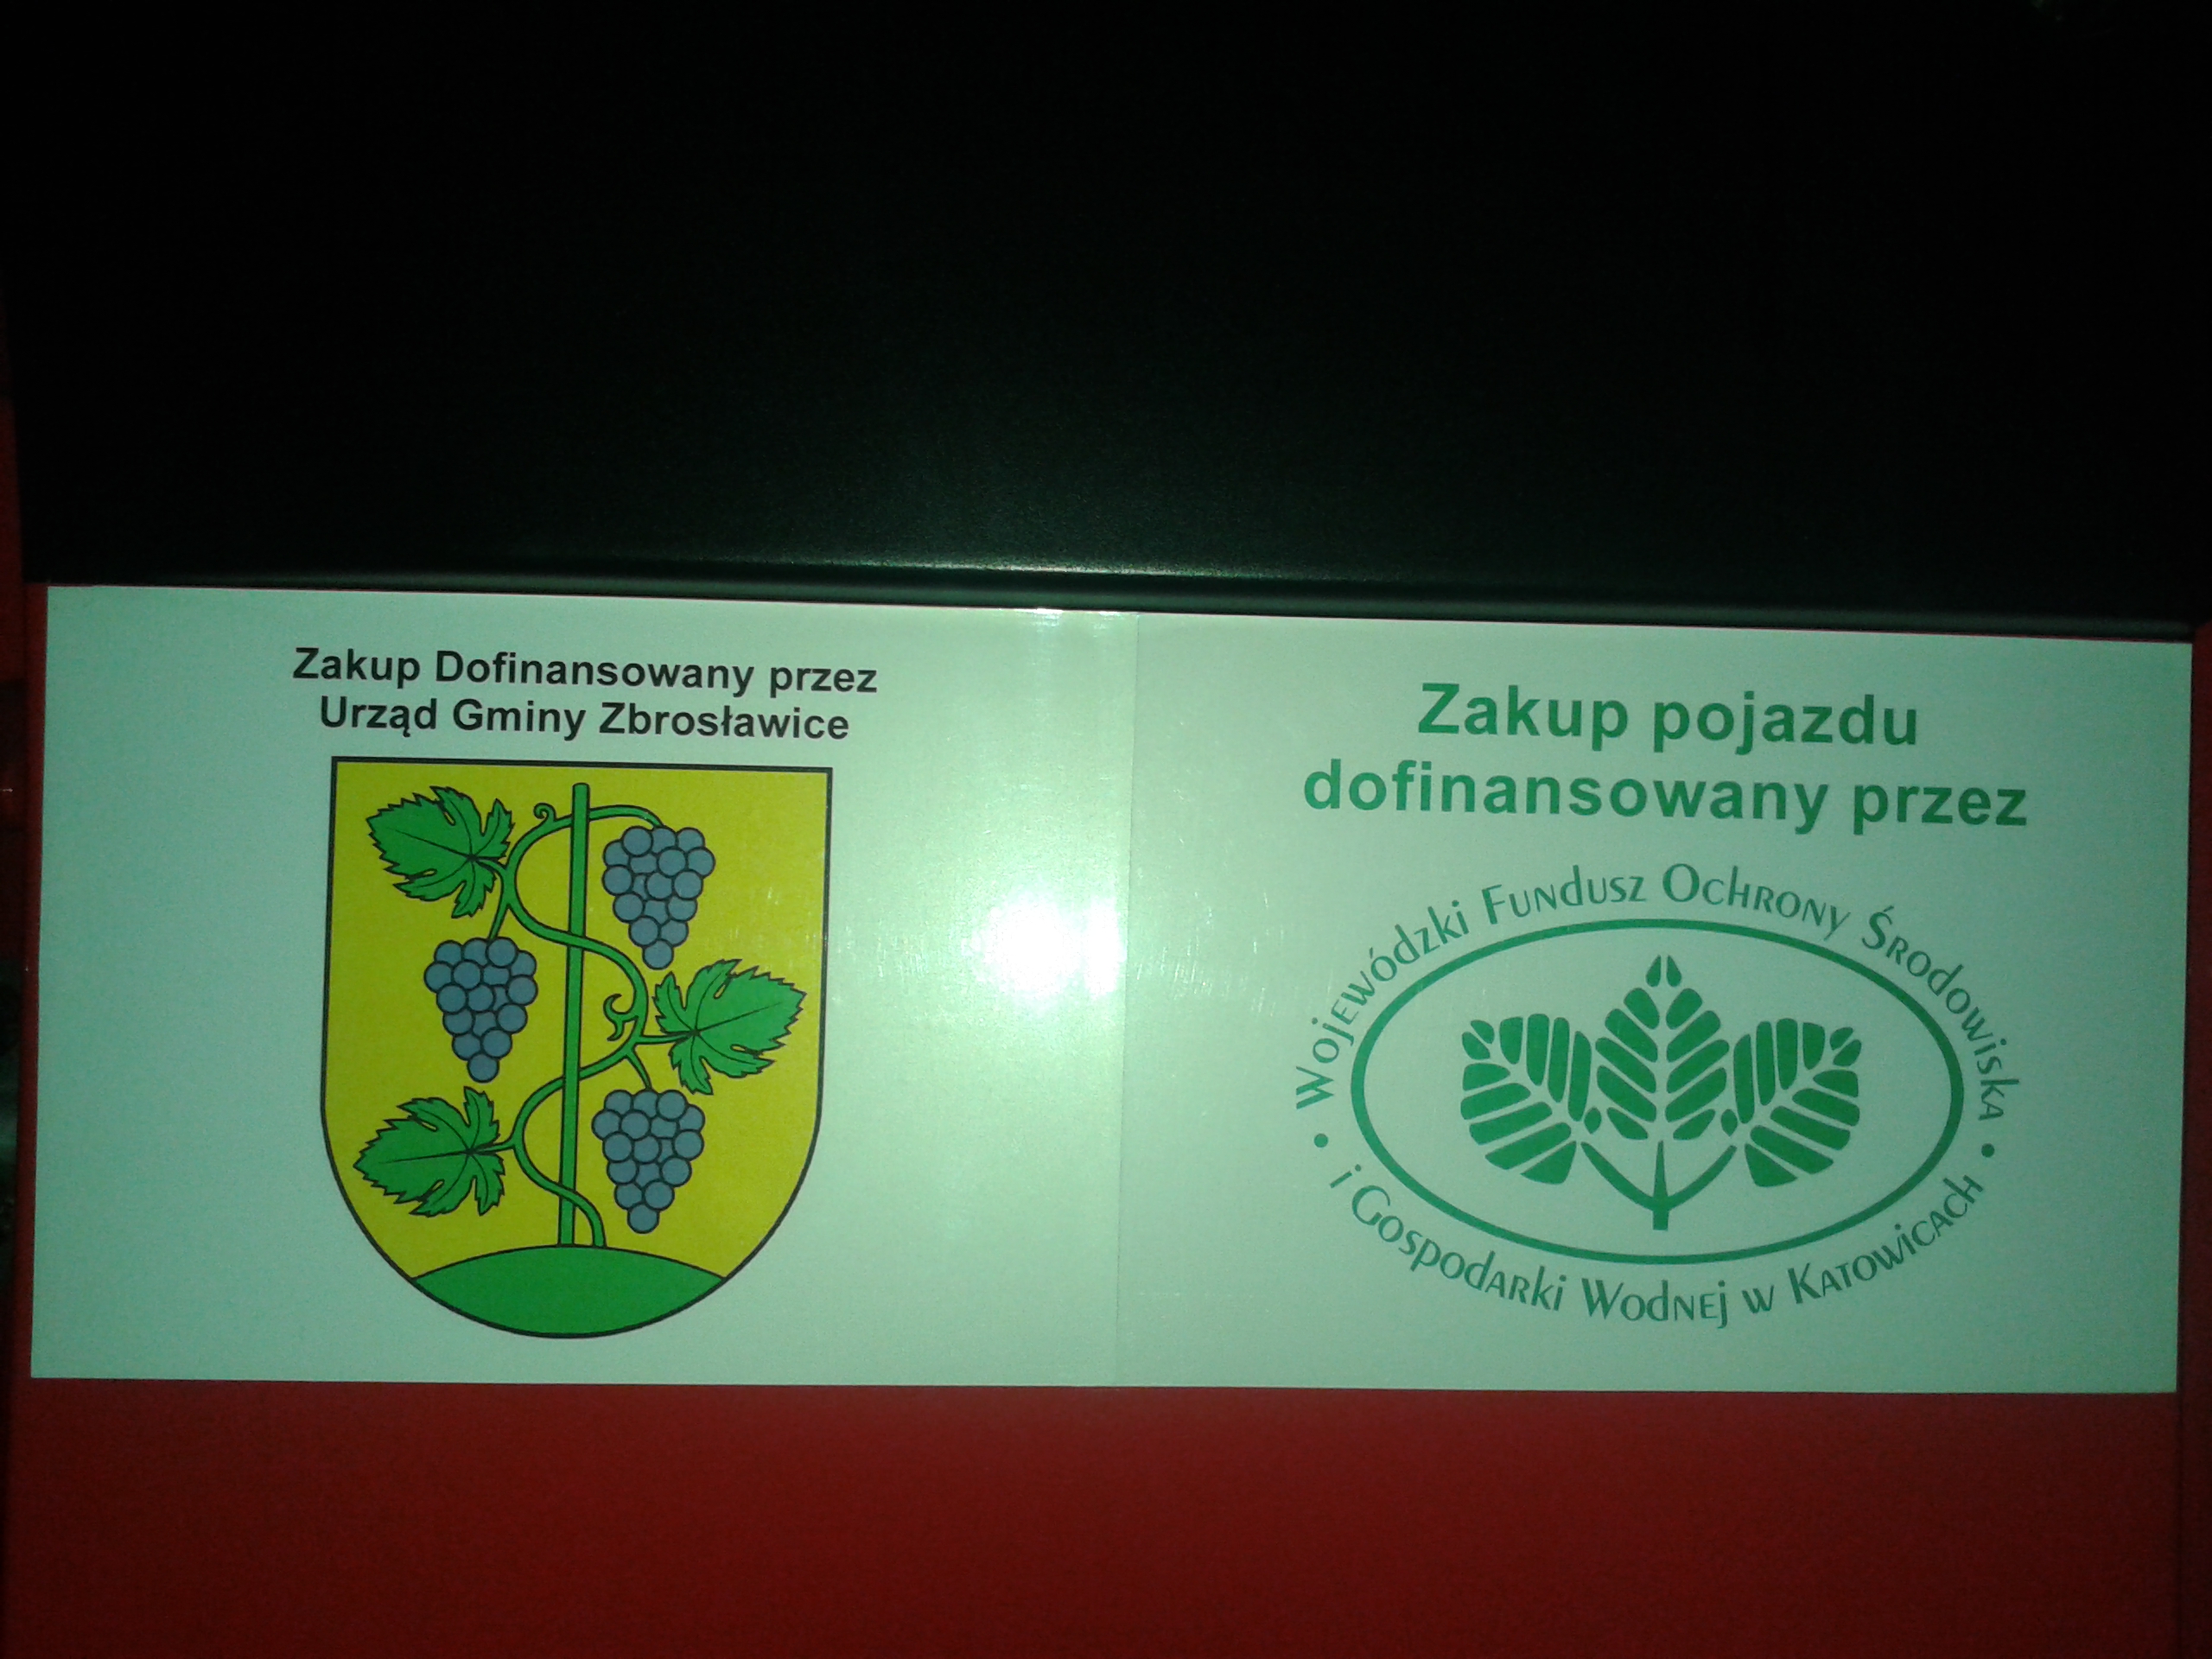 Zakup Dofinansowany przez
Urząd Gminy Zbrosławice
Zakup pojazdu
dofinansowany przez
• Wojewódzki Fundusz Ochrony Środowiska •
i Gospodarki Wodnej w Katowicach